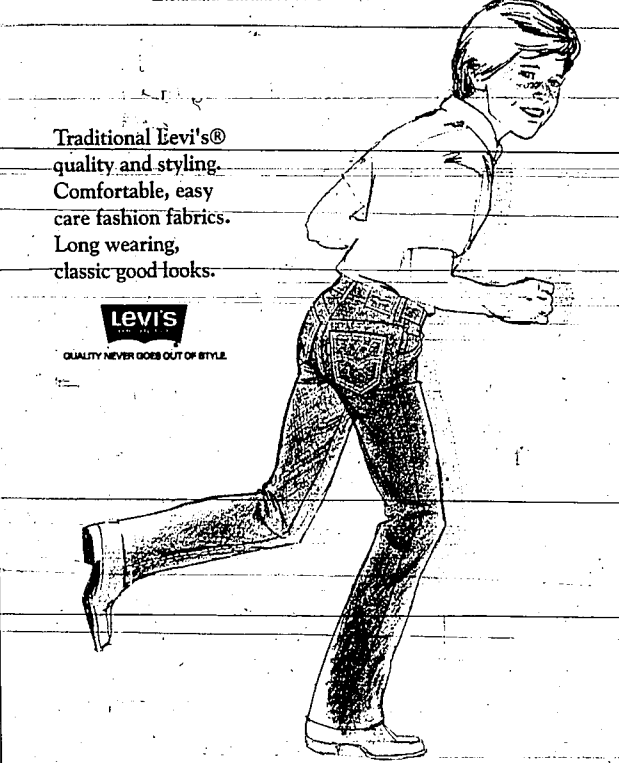 Traditional Levi's®
quality and styling.
Comfortable, easy
care fashion fabrics.
Long wearing,
classic good looks.
LEVI'S
QUALITY NEVER GOES OUT OF STYLE.